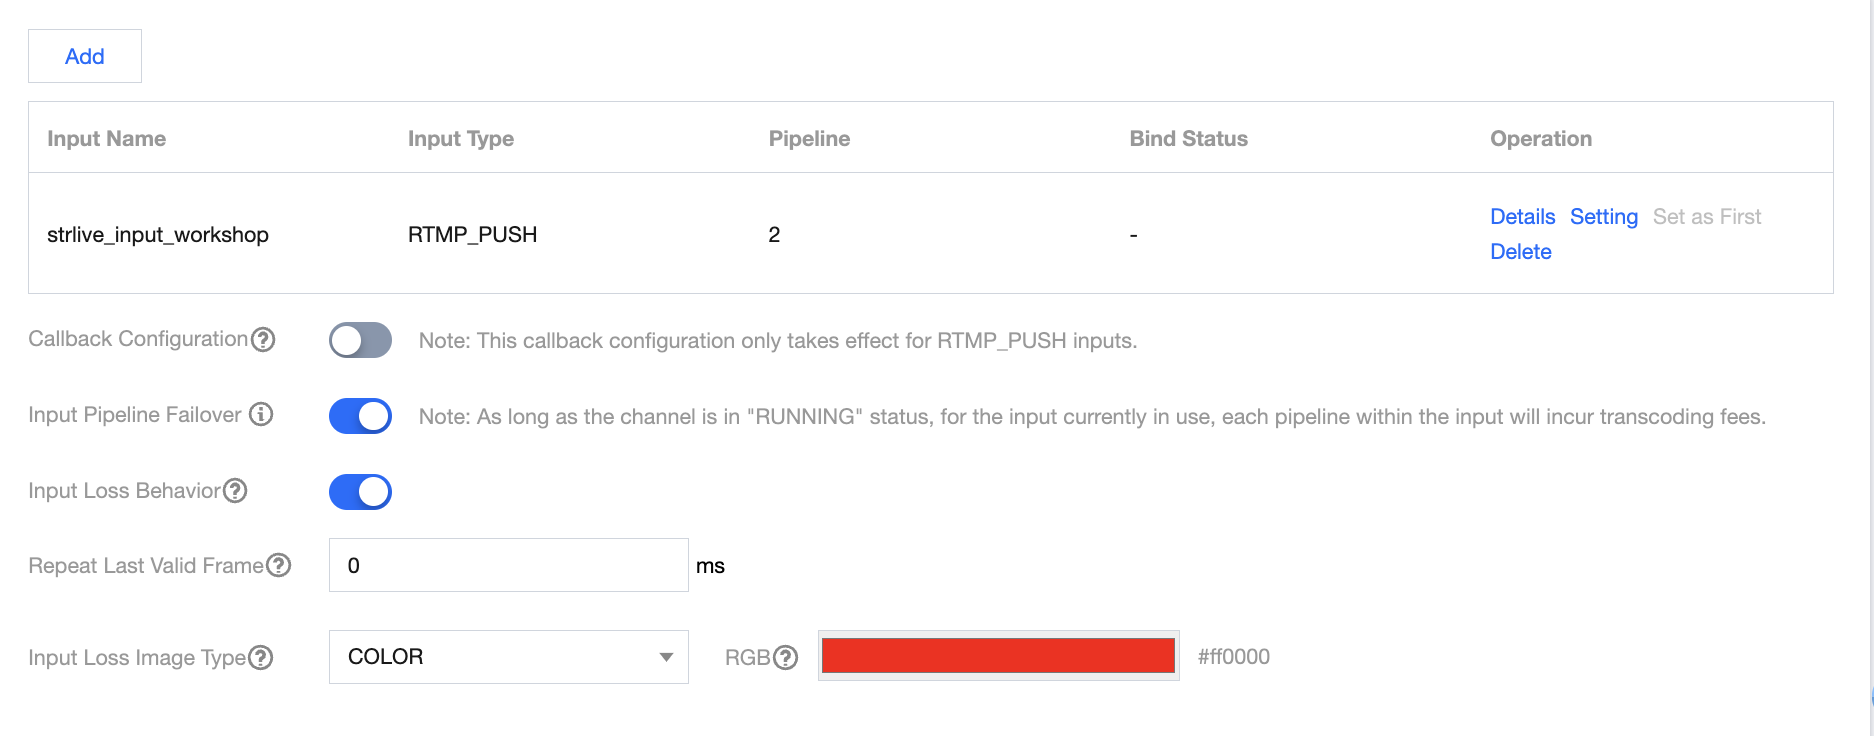 Add
Input Name Input Type Pipeline Bind Status Operation
strlive_input_workshop RTMP_PUSH 2 - Details Setting Set as First
Delete
Callback Configuration Note: This callback configuration only takes effect for RTMP_PUSH inputs.
Input Pipeline Failover Note: As long as the channel is in "RUNNING" status, for the input currently in use, each pipeline within the input will incur transcoding fees.
Input Loss Behavior
Repeat Last Valid Frame 0 ms
Input Loss Image Type COLOR RGB #ff0000